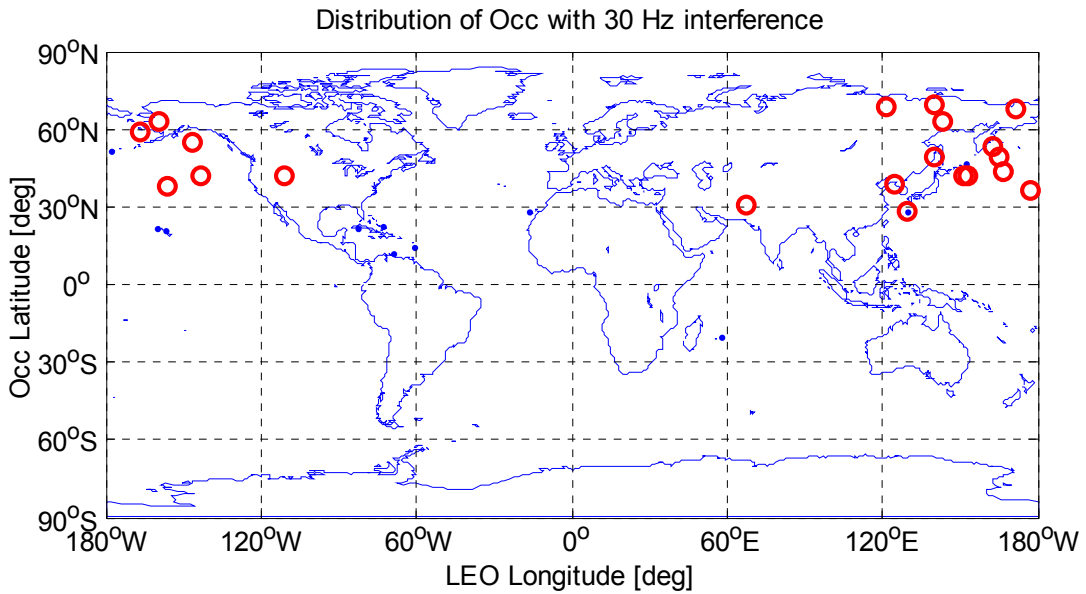 Distribution of Occ with 30 Hz interference
90°N
60°N
30°N
0°
30°S
60°S
90°S
Occ Latitude [deg]
180°W 120°W 60°W 0° 60°E 120°E 180°W
LEO Longitude [deg]